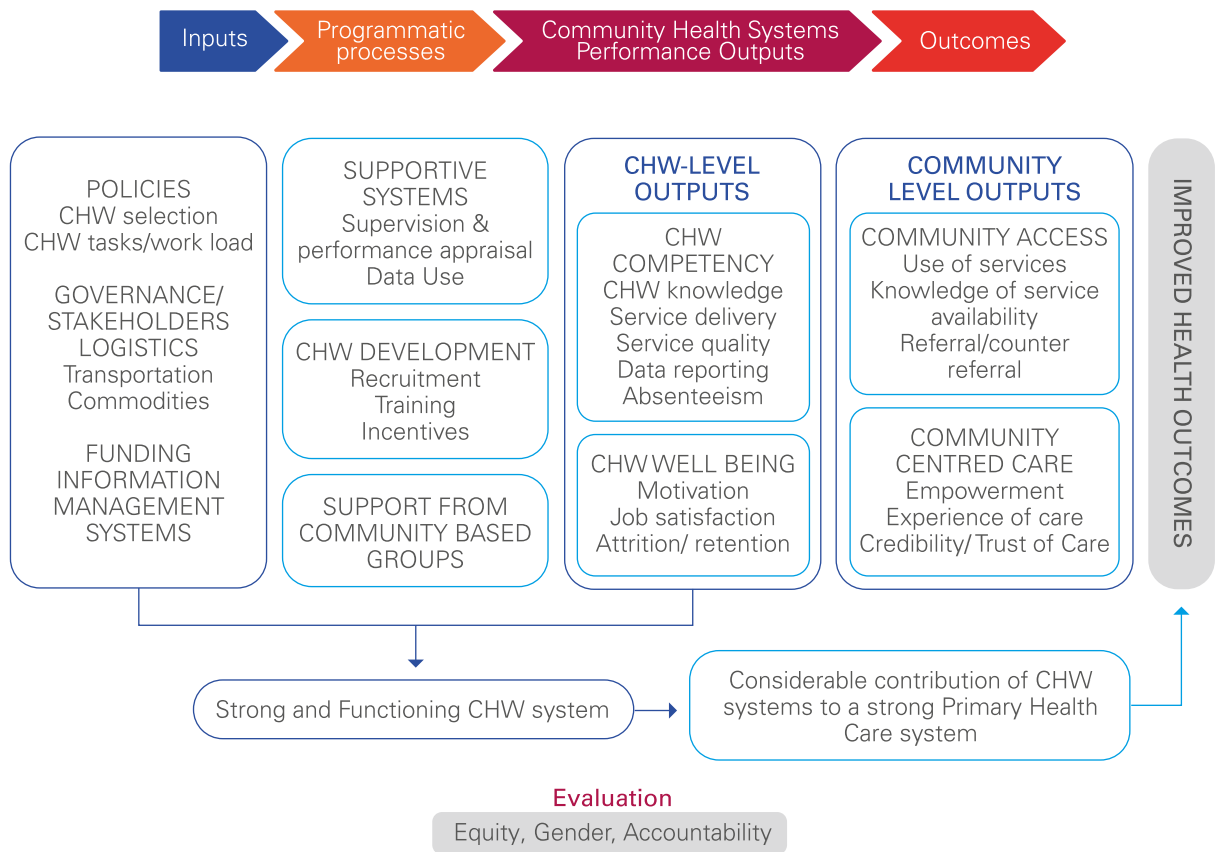 Inputs
Programmatic
processes
Community Health Systems
Performance Outputs
Outcomes
POLICIES
CHW selection
CHW tasks/work load
GOVERNANCE/
STAKEHOLDERS
LOGISTICS
Transportation
Commodities
FUNDING
INFORMATION
MANAGEMENT
SYSTEMS
SUPPORTIVE
SYSTEMS
Supervision &
performance appraisal
Data Use
CHW DEVELOPMENT
Recruitment
Training
Incentives
SUPPORT FROM
COMMUNITY BASED
GROUPS
CHW-LEVEL
OUTPUTS
CHW
COMPETENCY
CHW knowledge
Service delivery
Service quality
Data reporting
Absenteeism
CHW WELL BEING
Motivation
Job satisfaction
Attrition/ retention
COMMUNITY
LEVEL OUTPUTS
COMMUNITY ACCESS
Use of services
Knowledge of service
availability
Referral/counter
referral
COMMUNITY
CENTRED CARE
Empowerment
Experience of care
Credibility/ Trust of Care
IMPROVED HEALTH OUTCOMES
Strong and Functioning CHW system
Considerable contribution of CHW
systems to a strong Primary Health
Care system
Evaluation
Equity, Gender, Accountability